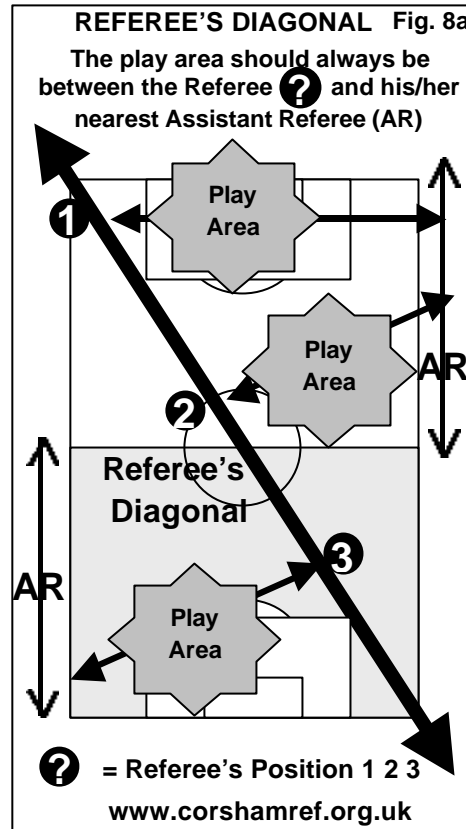 REFEREE'S DIAGONAL Fig. 8a
The play area should always be
between the Referee ? and his/her
nearest Assistant Referee (AR)
1
Play
Area
Play
Area
AR
2
Referee's
Diagonal
3
AR
Play
Area
? = Referee's Position 1 2 3
www.corshamref.org.uk